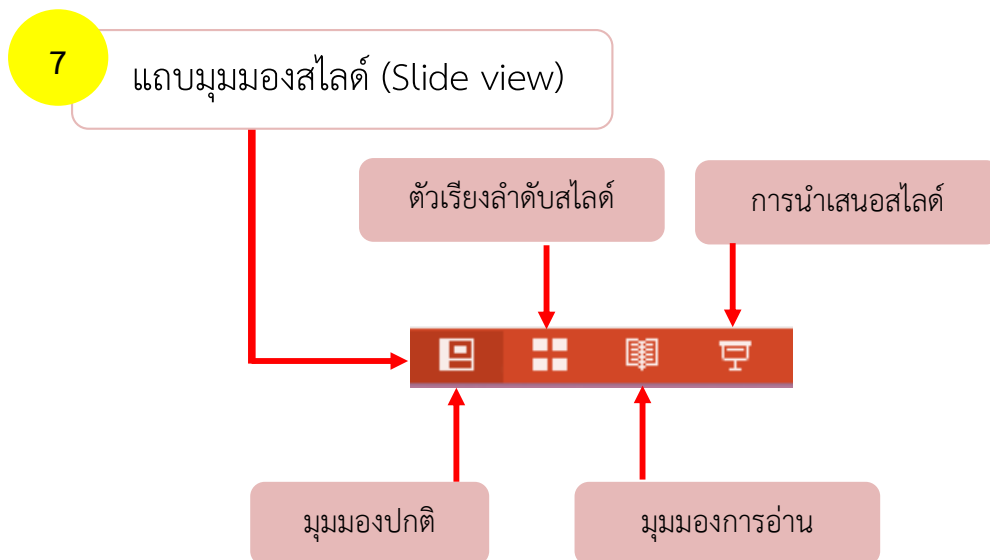 7
แถบมุมมองสไลด์ (Slide view)
ตัวเรียงลำดับสไลด์
การนำเสนอสไลด์
มุมมองปกติ
มุมมองการอ่าน